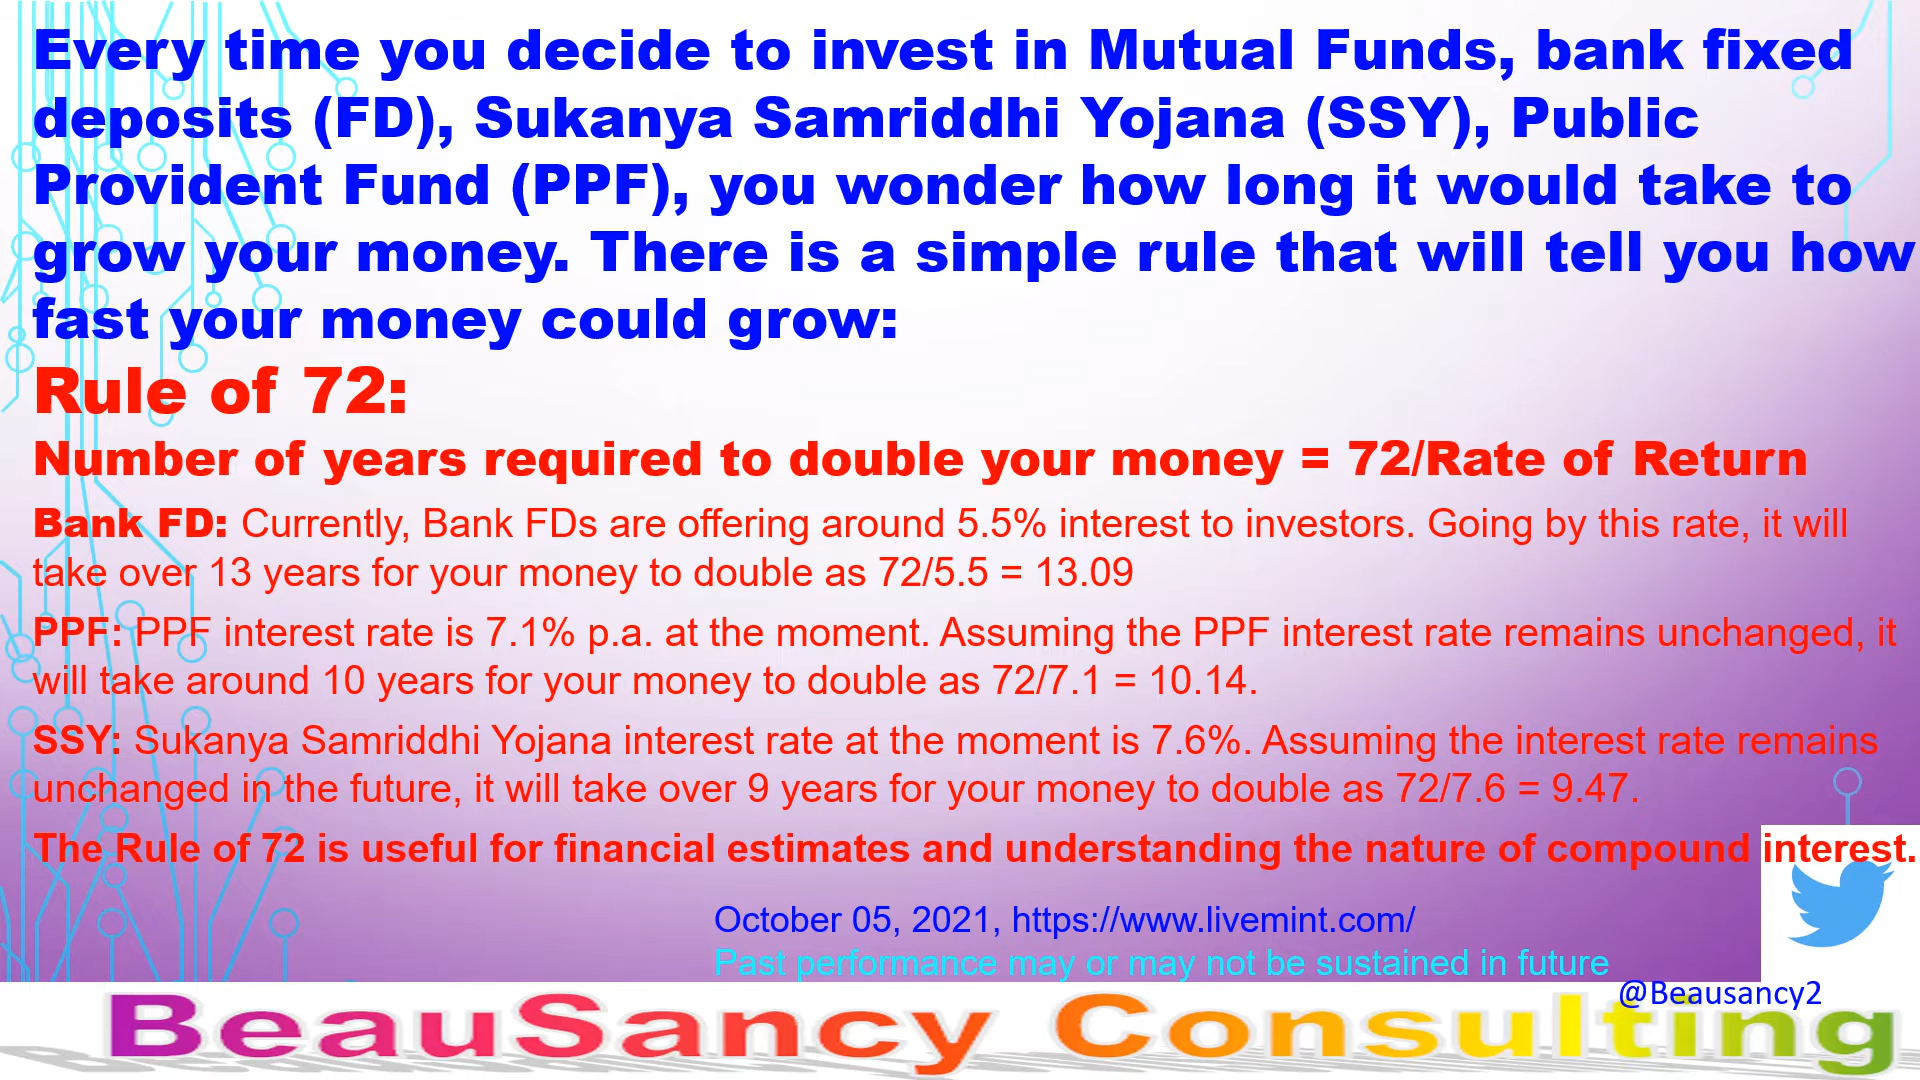 Every time you decide to invest in Mutual Funds, bank fixed
deposits (FD), Sukanya Samriddhi Yojana (SSY), Public
Provident Fund (PPF), you wonder how long it would take to
grow your money. There is a simple rule that will tell you how
fast your money could grow:
Rule of 72:
Number of years required to double your money = 72/Rate of Return
Bank FD: Currently, Bank FDs are offering around 5.5% interest to investors. Going by this rate, it will
take over 13 years for your money to double as 72/5.5 = 13.09
PPF: PPF interest rate is 7.1% p.a. at the moment. Assuming the PPF interest rate remains unchanged, it
will take around 10 years for your money to double as 72/7.1 = 10.14.
SSY: Sukanya Samriddhi Yojana interest rate at the moment is 7.6%. Assuming the interest rate remains
unchanged in the future, it will take over 9 years for your money to double as 72/7.6 = 9.47.
The Rule of 72 is useful for financial estimates and understanding the nature of compound interest.
October 05, 2021, https://www.livemint.com/
Past performance may or may not be sustained in future
@Beausancy2
BeauSancy Consulting